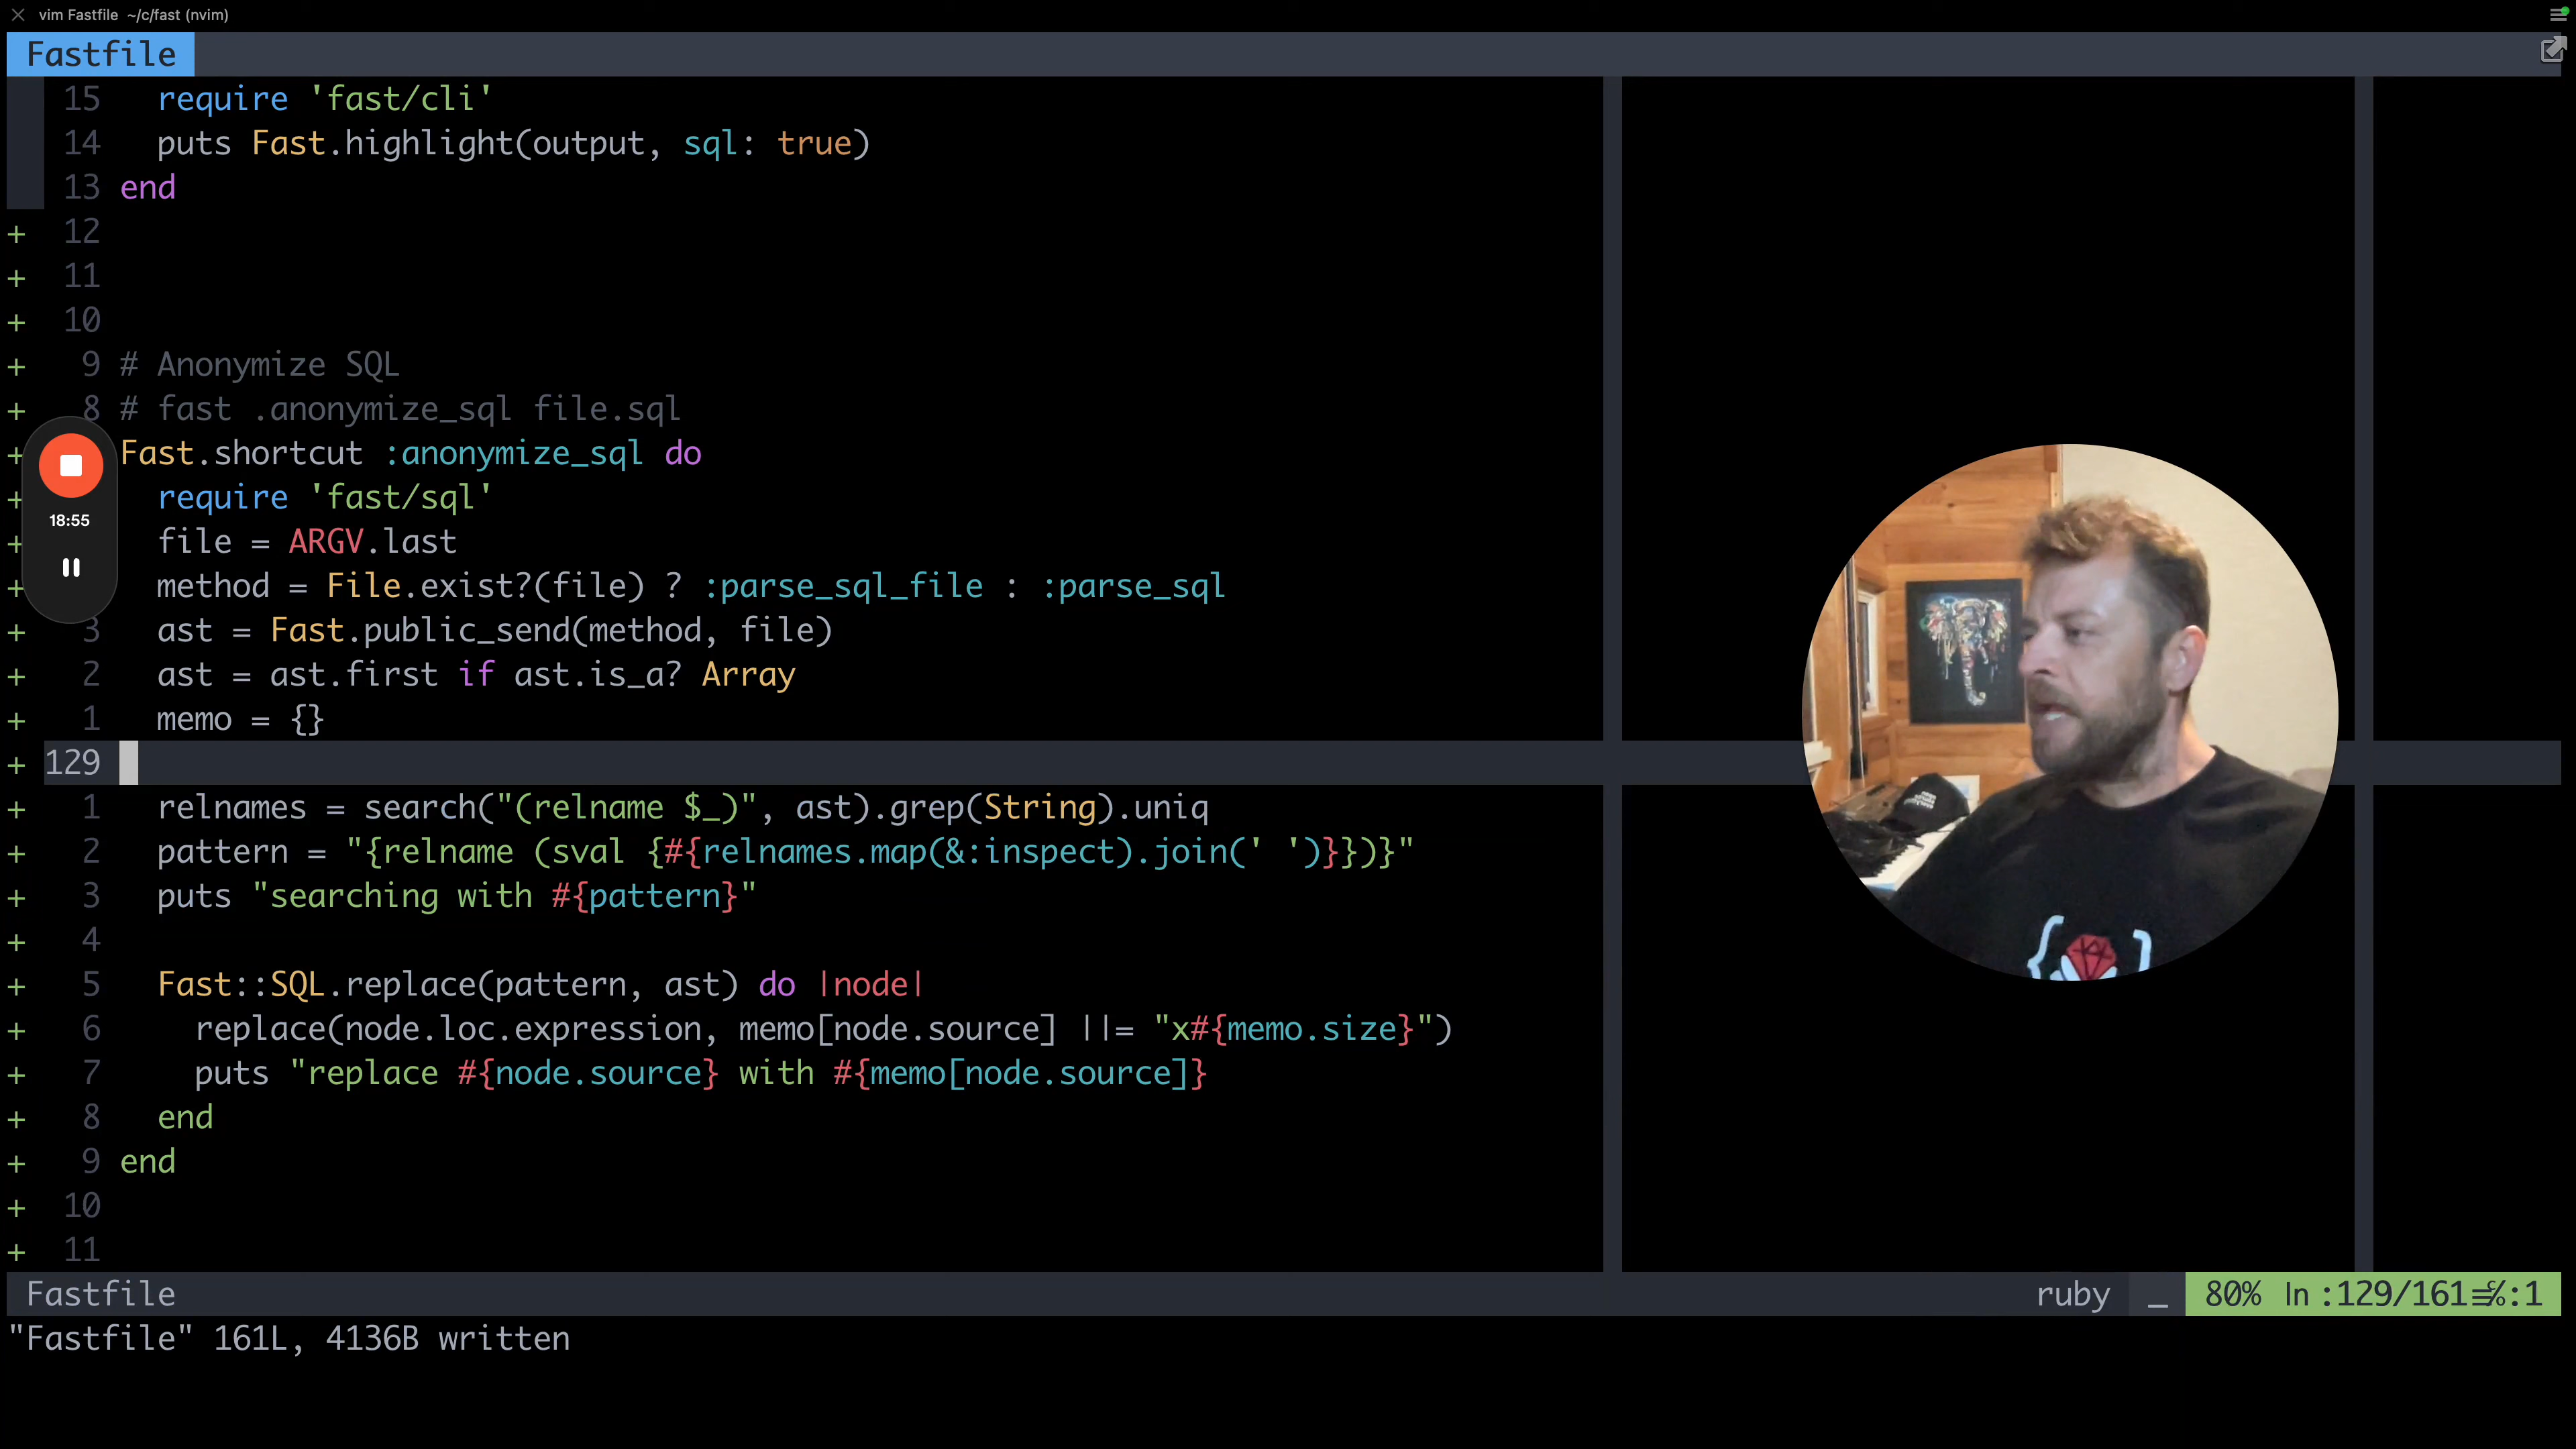 vim Fastfile ~/c/fast (nvim)
Fastfile
15 require 'fast/cli'
14 puts Fast.highlight(output, sql: true)
13 end
+ 12
+ 11
+ 10
+ 9 # Anonymize SQL
+ 8 # fast .anonymize_sql file.sql
+ Fast.shortcut :anonymize_sql do
+ require 'fast/sql'
18:55
+ file = ARGV.last
+ method = File.exist?(file) ? :parse_sql_file : :parse_sql
+ 3 ast = Fast.public_send(method, file)
+ 2 ast = ast.first if ast.is_a? Array
+ 1 memo = {}
+ 129
+ 1 relnames = search("(relname $_)", ast).grep(String).uniq
+ 2 pattern = "{relname (sval {#{relnames.map(&:inspect).join(' ')}})}"
+ 3 puts "searching with #{pattern}"
+ 4
+ 5 Fast::SQL.replace(pattern, ast) do |node|
+ 6 replace(node.loc.expression, memo[node.source] ||= "x#{memo.size}")
+ 7 puts "replace #{node.source} with #{memo[node.source]}
+ 8 end
+ 9 end
+ 10
+ 11
Fastfile ruby _ 80% ln :129/161≡℅:1
"Fastfile" 161L, 4136B written